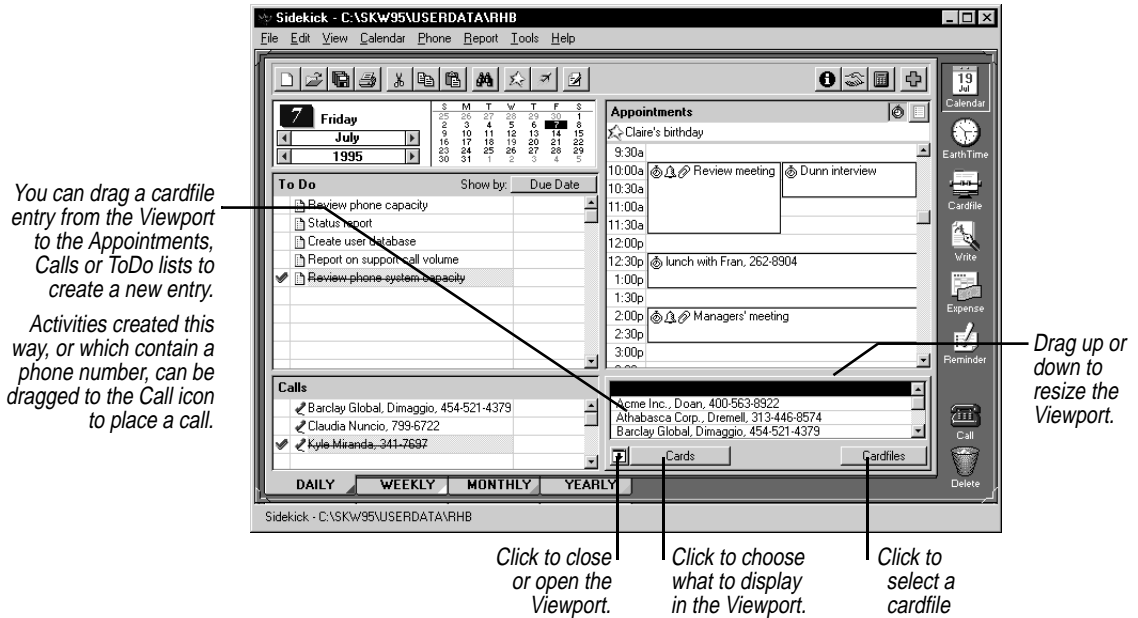 Sidekick - C:\SKW95\USERDATA\RHB
File Edit View Calendar Phone Report Tools Help
7 Friday
July
1995
S M T W T F S
25 26 27 28 29 30 1
2 3 4 5 6 7 8
9 10 11 12 13 14 15
16 17 18 19 20 21 22
23 24 25 26 27 28 29
30 31 1 2 3 4 5
To Do Show by: Due Date
Review phone capacity
Status report
Create user database
Report on support call volume
Review phone system capacity
Calls
Barclay Global, Dimaggio, 454-521-4379
Claudia Nuncio, 799-6722
Kyle Miranda, 341-7697
Appointments
Claire's birthday
9:30a
10:00a Review meeting Dunn interview
10:30a
11:00a
11:30a
12:00p
12:30p lunch with Fran, 262-8904
1:00p
1:30p
2:00p Managers' meeting
2:30p
3:00p
Acme Inc., Doan, 400-563-8922
Athabasca Corp., Dremell, 313-446-8574
Barclay Global, Dimaggio, 454-521-4379
Cards Cardfiles
DAILY WEEKLY MONTHLY YEARLY
Sidekick - C:\SKW95\USERDATA\RHB
19
Jul
Calendar
EarthTime
Cardfile
Write
Expense
Reminder
Call
Delete
You can drag a cardfile
entry from the Viewport
to the Appointments,
Calls or ToDo lists to
create a new entry.
Activities created this
way, or which contain a
phone number, can be
dragged to the Call icon
to place a call.
Drag up or
down to
resize the
Viewport.
Click to close
or open the
Viewport.
Click to choose
what to display
in the Viewport.
Click to
select a
cardfile